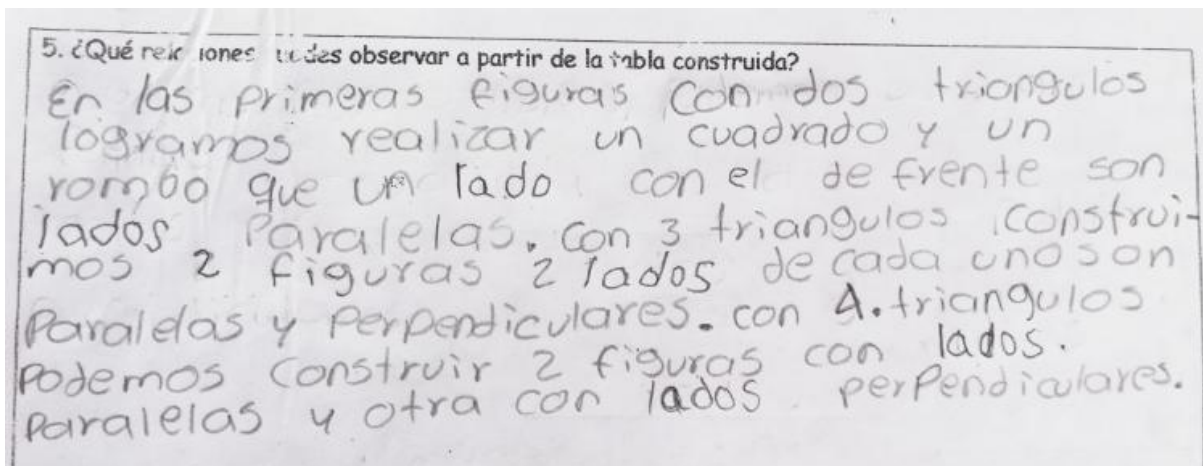 5. ¿Qué relaciones puedes observar a partir de la tabla construida?
En las primeras figuras con dos triangulos
logramos realizar un cuadrado y un
rombo que un lado con el de frente son
lados Paralelas. con 3 triangulos construi-
mos 2 figuras 2 lados de cada uno son
Paralelas y perpendiculares. con 4. triangulos
podemos construir 2 figuras con lados.
paralelas y otra con lados perpendiculares.